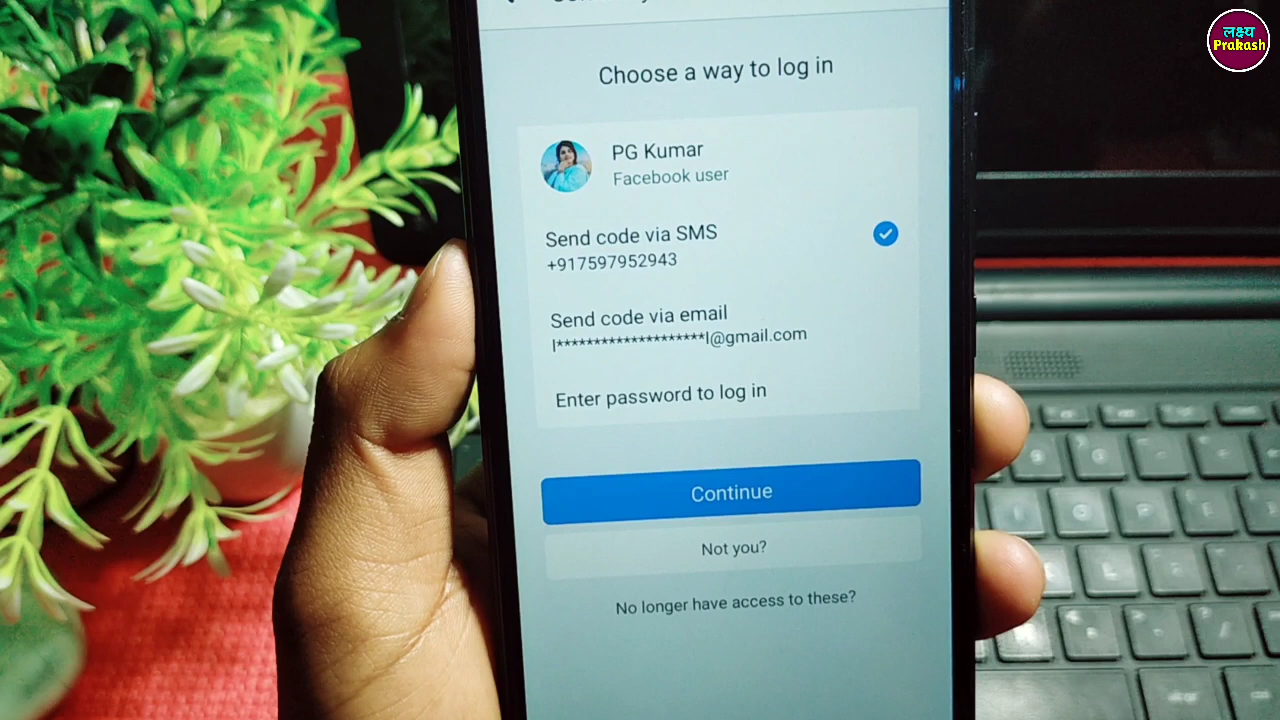 लक्ष्य
Prakash
Choose a way to log in
PG Kumar
Facebook user
Send code via SMS
+917597952943
Send code via email
l********************l@gmail.com
Enter password to log in
Continue
Not you?
No longer have access to these?